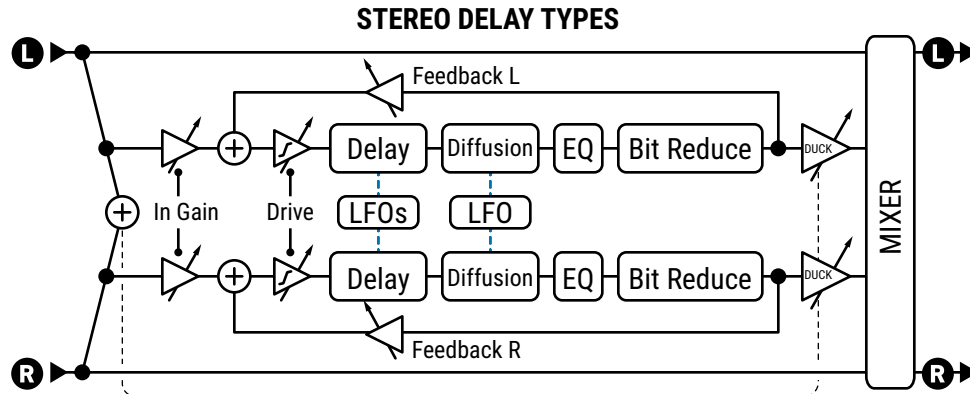 STEREO DELAY TYPES
L
L
Feedback L
Delay
Diffusion
EQ
Bit Reduce
DUCK
In Gain
Drive
LFOs
LFO
MIXER
Delay
Diffusion
EQ
Bit Reduce
DUCK
Feedback R
R
R